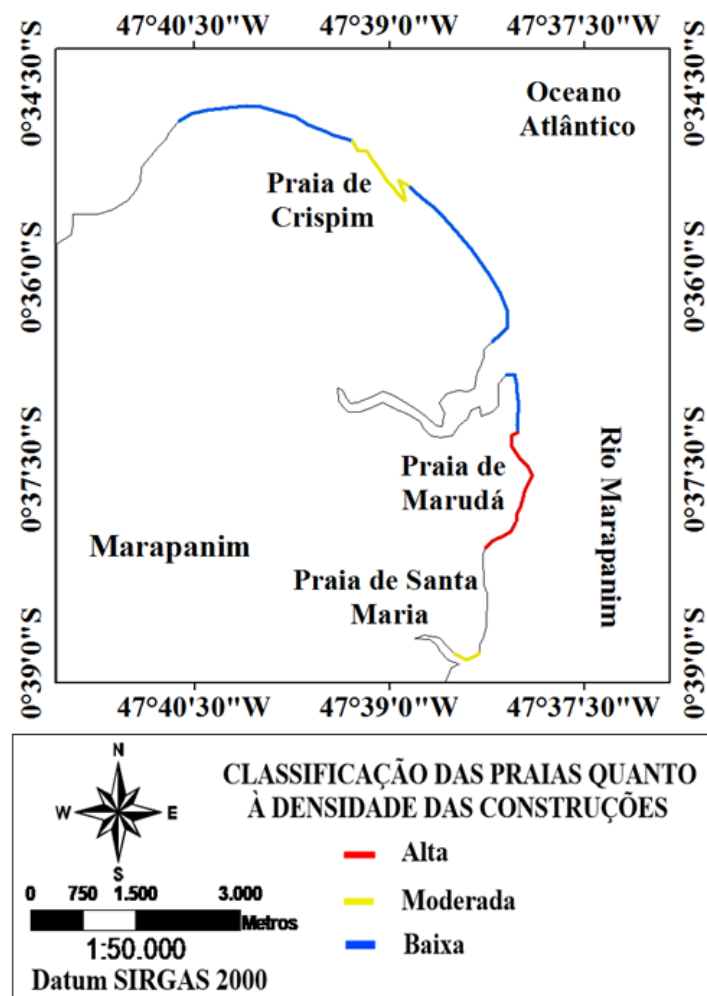 47°40'30"W 47°39'0"W 47°37'30"W
0°34'30"S
0°34'30"S
Oceano
Atlântico
Praia de
Crispim
0°36'0"S
0°36'0"S
Praia de
Marudá
0°37'30"S
Rio Marapanim
0°37'30"S
Marapanim
Praia de Santa
Maria
0°39'0"S
0°39'0"S
47°40'30"W 47°39'0"W 47°37'30"W
N
W E
S
0 750 1.500 3.000
Metros
1:50.000
Datum SIRGAS 2000
CLASSIFICAÇÃO DAS PRAIAS QUANTO
À DENSIDADE DAS CONSTRUÇÕES
Alta
Moderada
Baixa